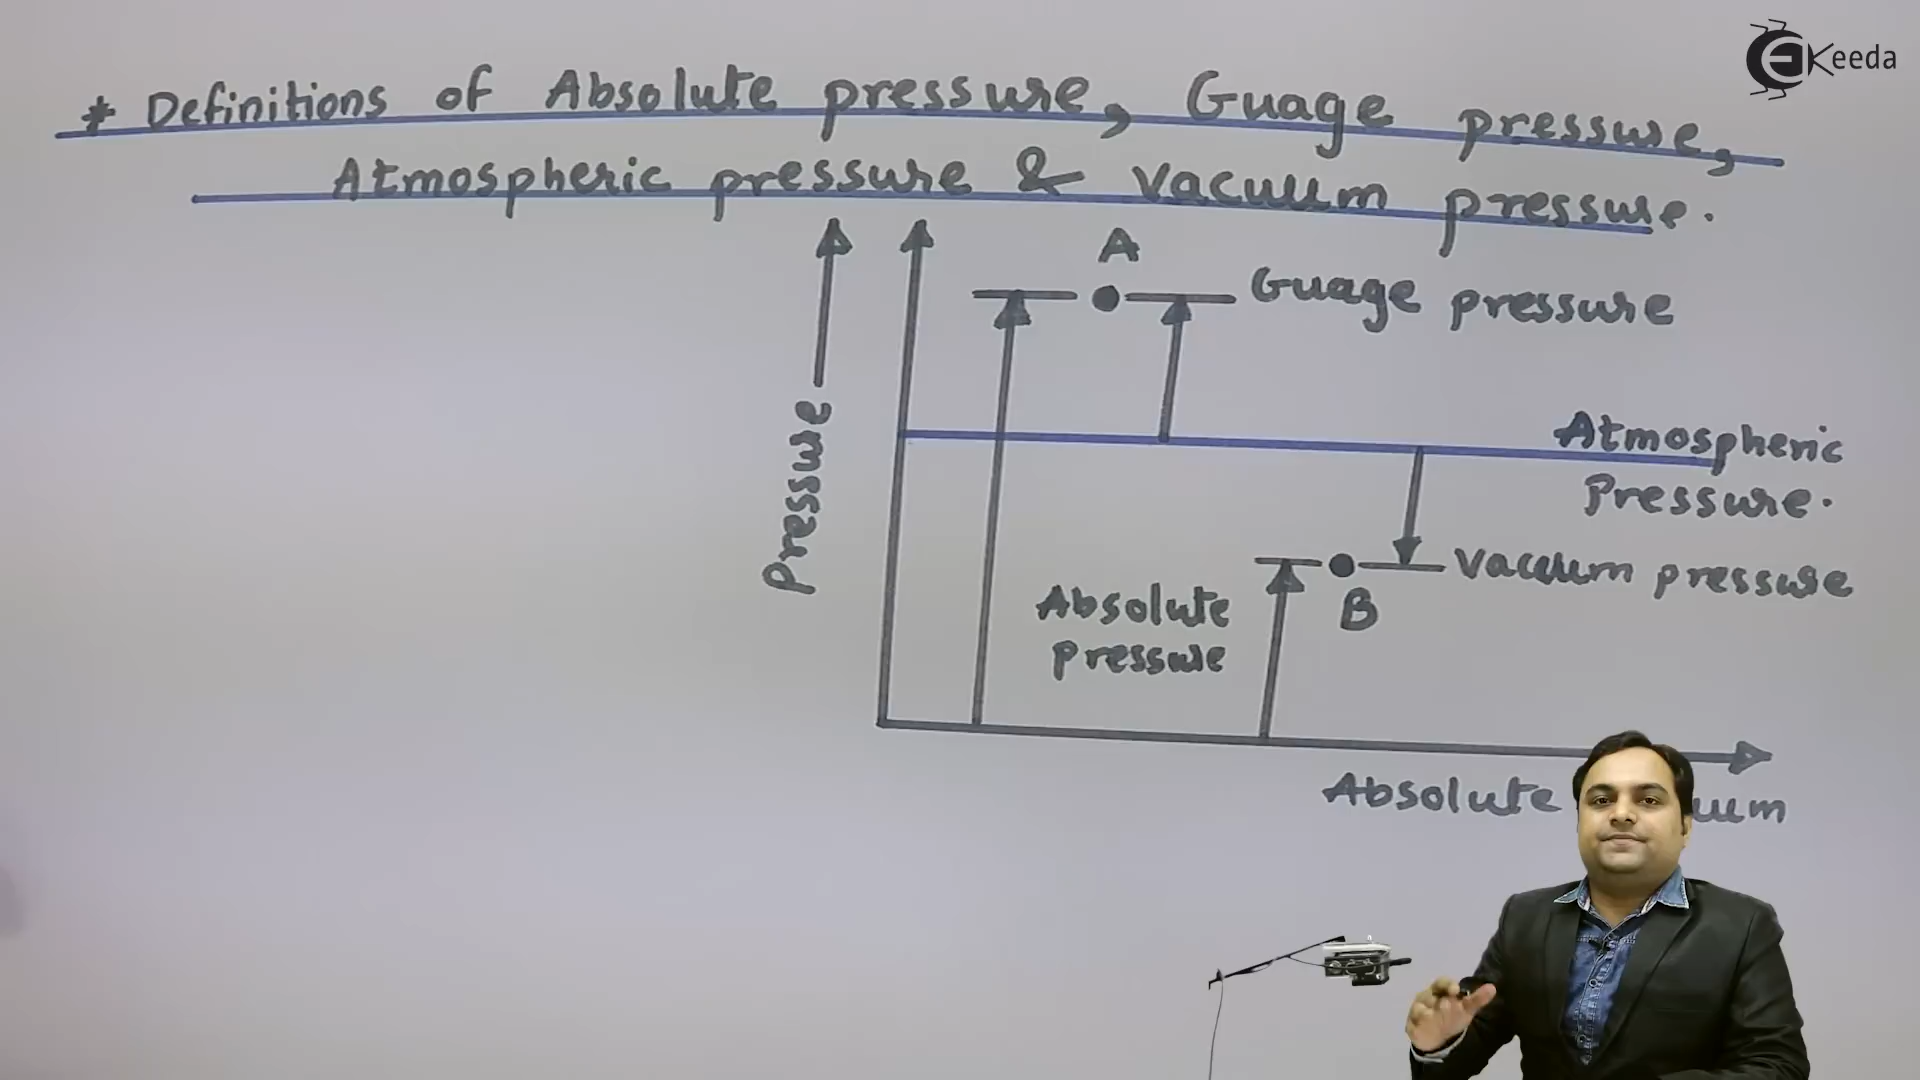 Keeda
* Definitions of Absolute pressure, Guage pressure,
Atmospheric pressure & vacuum pressure.
A
Guage pressure
Pressure
Atmospheric
Pressure.
Vacuum pressure
Absolute
pressure
B
Absolute